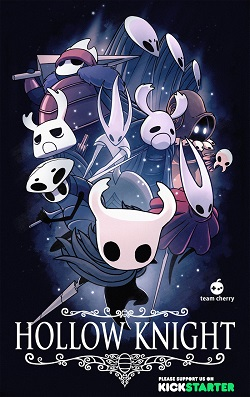 team cherry
HOLLOW KNIGHT
PLEASE SUPPORT US ON
KICKSTARTER